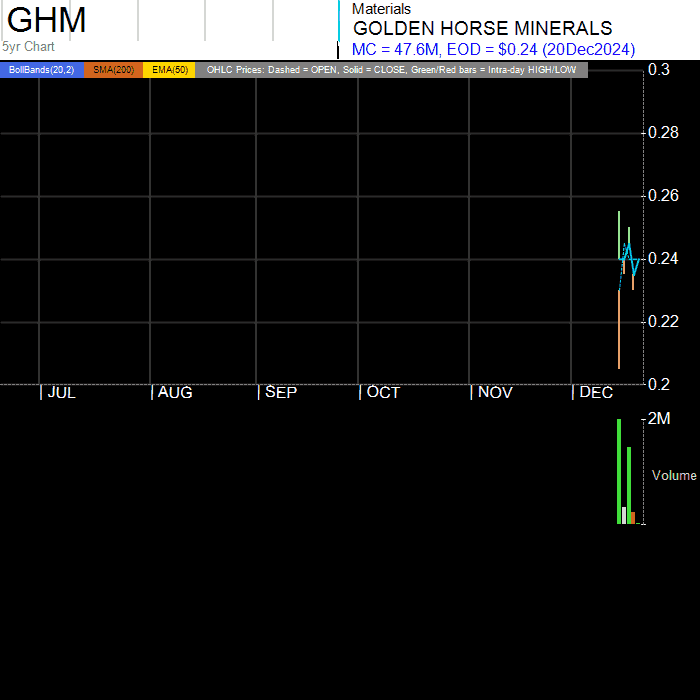 GHM
5yr Chart
Materials
GOLDEN HORSE MINERALS
MC = 47.6M, EOD = $0.24 (20Dec2024)
BollBands(20,2) SMA(200) EMA(50) OHLC Prices: Dashed = OPEN, Solid = CLOSE, Green/Red bars = Intra-day HIGH/LOW
0.3
0.28
0.26
0.24
0.22
0.2
JUL AUG SEP OCT NOV DEC
2M
Volume